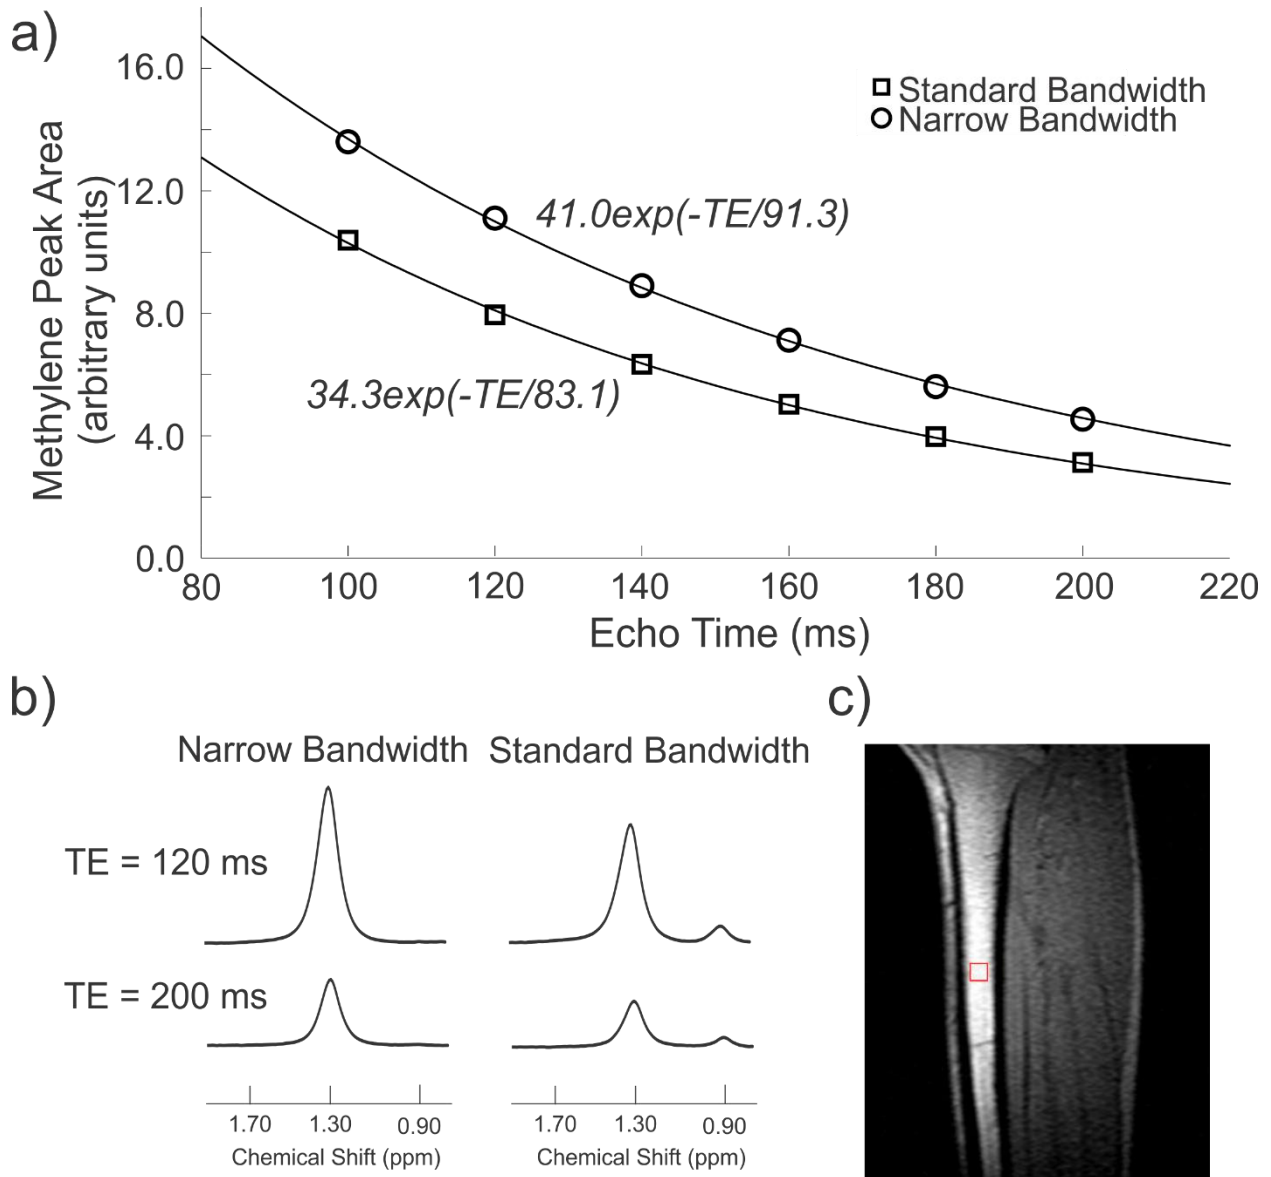 a)
Methylene Peak Area
(arbitrary units)
16.0
12.0
8.0
4.0
0.0
80 100 120 140 160 180 200 220
Echo Time (ms)
Standard Bandwidth
Narrow Bandwidth
41.0exp(-TE/91.3)
34.3exp(-TE/83.1)
b)
Narrow Bandwidth Standard Bandwidth
TE = 120 ms
TE = 200 ms
1.70 1.30 0.90 1.70 1.30 0.90
Chemical Shift (ppm) Chemical Shift (ppm)
c)